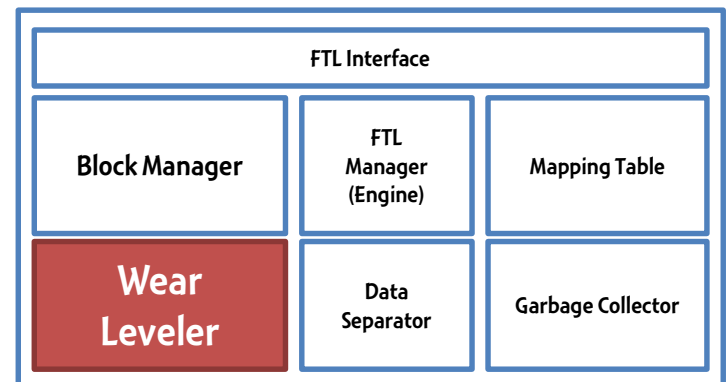 FTL Interface
Block Manager
FTL
Manager
(Engine)
Mapping Table
Wear
Leveler
Data
Separator
Garbage Collector